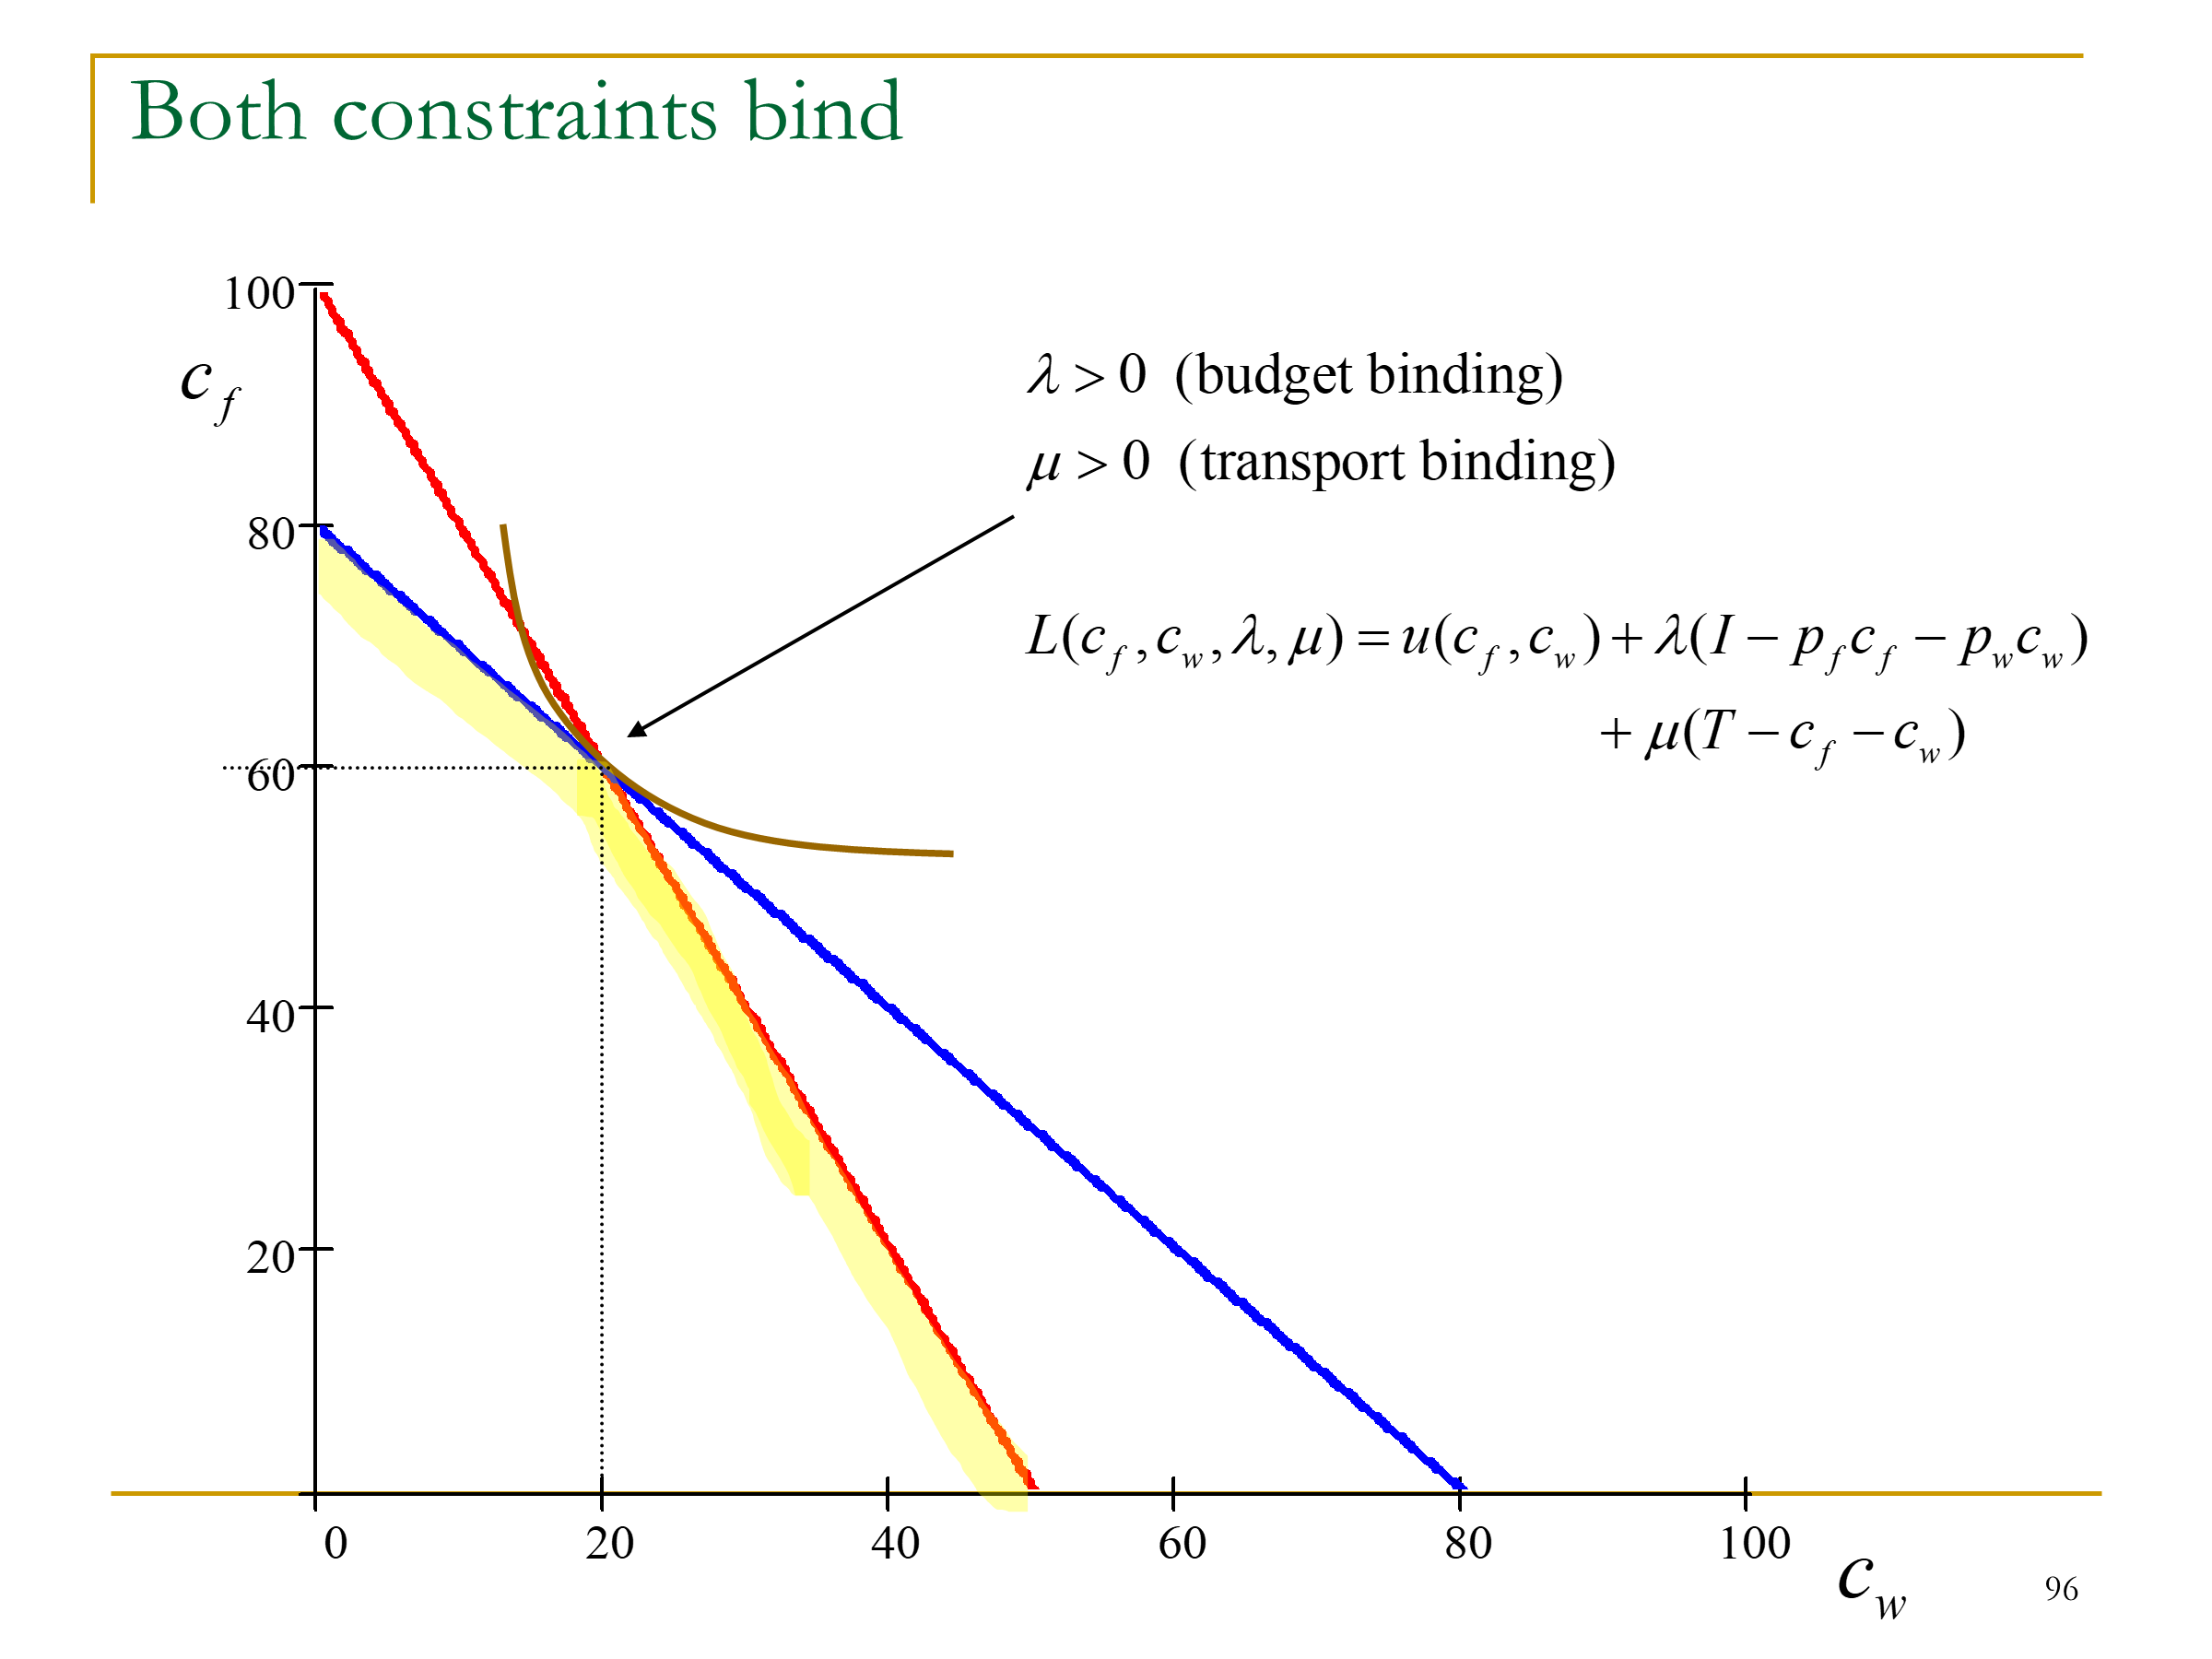 Both constraints bind
100
c_f
λ > 0 (budget binding)
μ > 0 (transport binding)
80
L(c_f, c_w, λ, μ) = u(c_f, c_w) + λ(I − p_f c_f − p_w c_w)
+ μ(T − c_f − c_w)
60
40
20
0 20 40 60 80 100
c_w
96